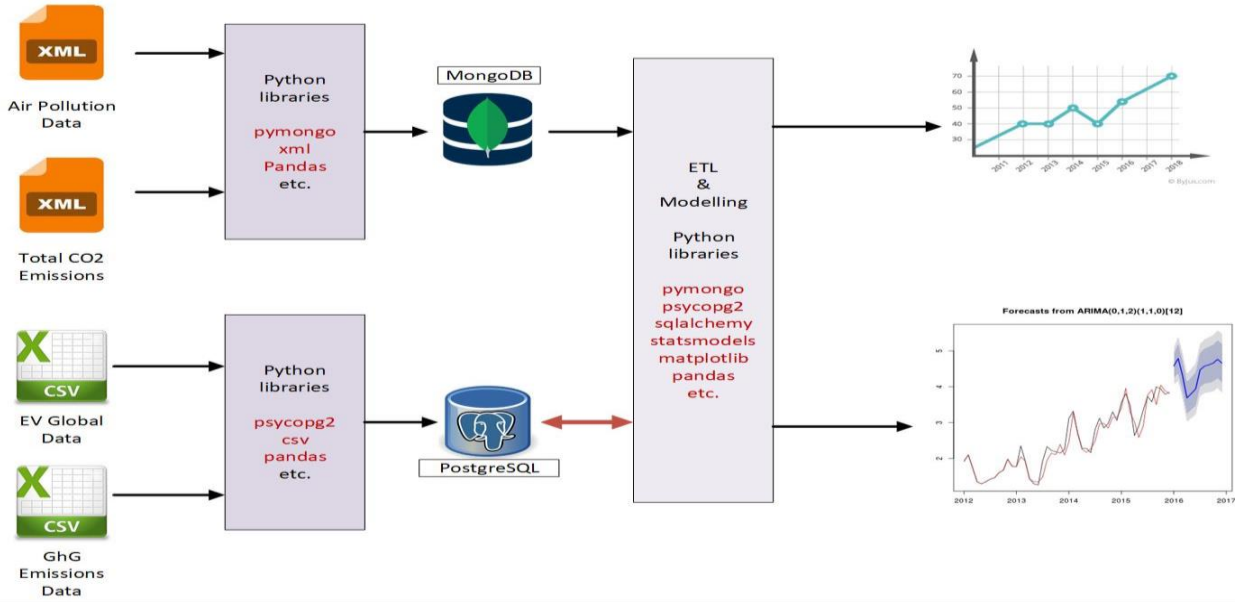 XML
Air Pollution
Data
XML
Total CO2
Emissions
X
CSV
EV Global
Data
X
CSV
GhG
Emissions
Data
Python
libraries
pymongo
xml
Pandas
etc.
Python
libraries
psycopg2
csv
pandas
etc.
MongoDB
PostgreSQL
ETL
&
Modelling
Python
libraries
pymongo
psycopg2
sqlalchemy
statsmodels
matplotlib
pandas
etc.
70
60
50
40
30
2011 2012 2013 2014 2015 2016 2017 2018
© Byjus.com
Forecasts from ARIMA(0,1,2)(1,1,0)[12]
5
4
3
2
2012 2013 2014 2015 2016 2017